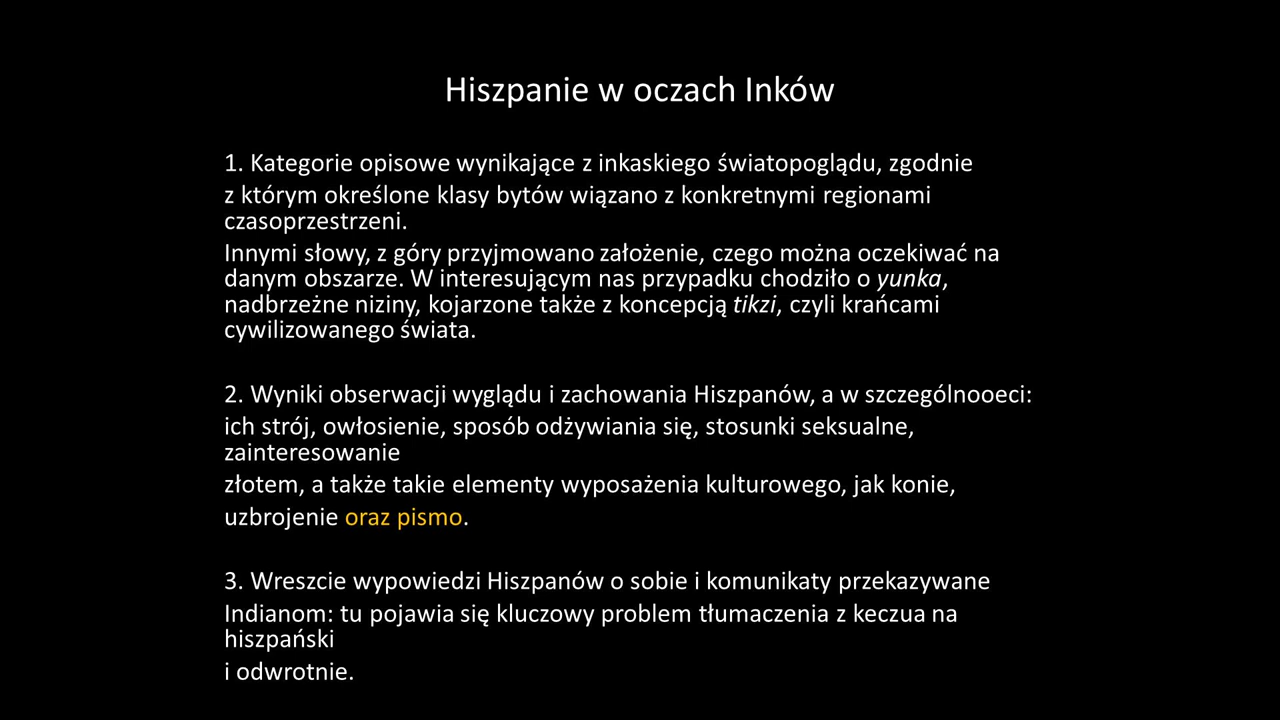 Hiszpanie w oczach Inków
1. Kategorie opisowe wynikające z inkaskiego światopoglądu, zgodnie
z którym określone klasy bytów wiązano z konkretnymi regionami
czasoprzestrzeni.
Innymi słowy, z góry przyjmowano założenie, czego można oczekiwać na
danym obszarze. W interesującym nas przypadku chodziło o yunka,
nadbrzeżne niziny, kojarzone także z koncepcją tikzi, czyli krańcami
cywilizowanego świata.
2. Wyniki obserwacji wyglądu i zachowania Hiszpanów, a w szczególnooeci:
ich strój, owłosienie, sposób odżywiania się, stosunki seksualne,
zainteresowanie
złotem, a także takie elementy wyposażenia kulturowego, jak konie,
uzbrojenie oraz pismo.
3. Wreszcie wypowiedzi Hiszpanów o sobie i komunikaty przekazywane
Indianom: tu pojawia się kluczowy problem tłumaczenia z keczua na
hiszpański
i odwrotnie.